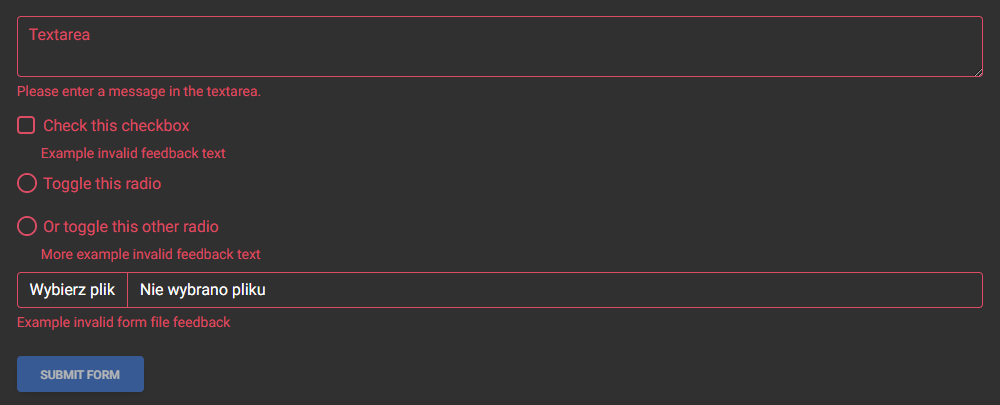 Textarea
Please enter a message in the textarea.
Check this checkbox
Example invalid feedback text
Toggle this radio
Or toggle this other radio
More example invalid feedback text
Wybierz plik Nie wybrano pliku
Example invalid form file feedback
SUBMIT FORM